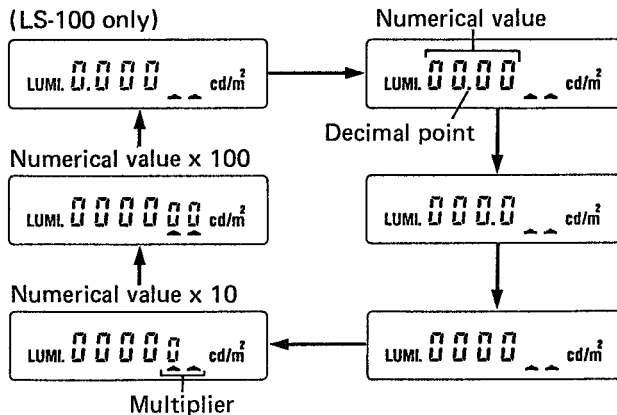 (LS-100 only)
LUMI. 0.000 cd/m²
Numerical value
LUMI. 00.00 cd/m²
Decimal point
LUMI. 000.0 cd/m²
LUMI. 0000 cd/m²
Numerical value x 10
LUMI. 00000 cd/m²
Multiplier
Numerical value x 100
LUMI. 000000 cd/m²